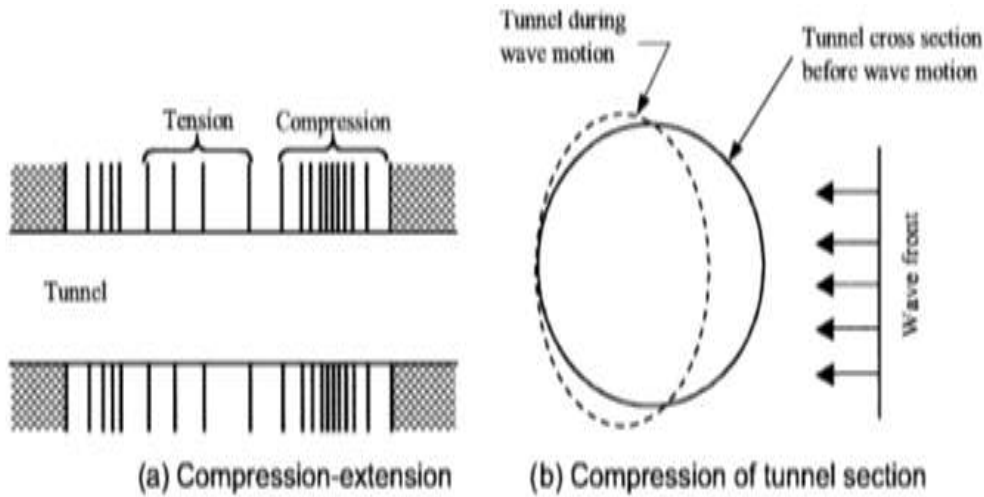 Tunnel during
wave motion
Tunnel cross section
before wave motion
Tension
Compression
Tunnel
Wave front
(a) Compression-extension
(b) Compression of tunnel section